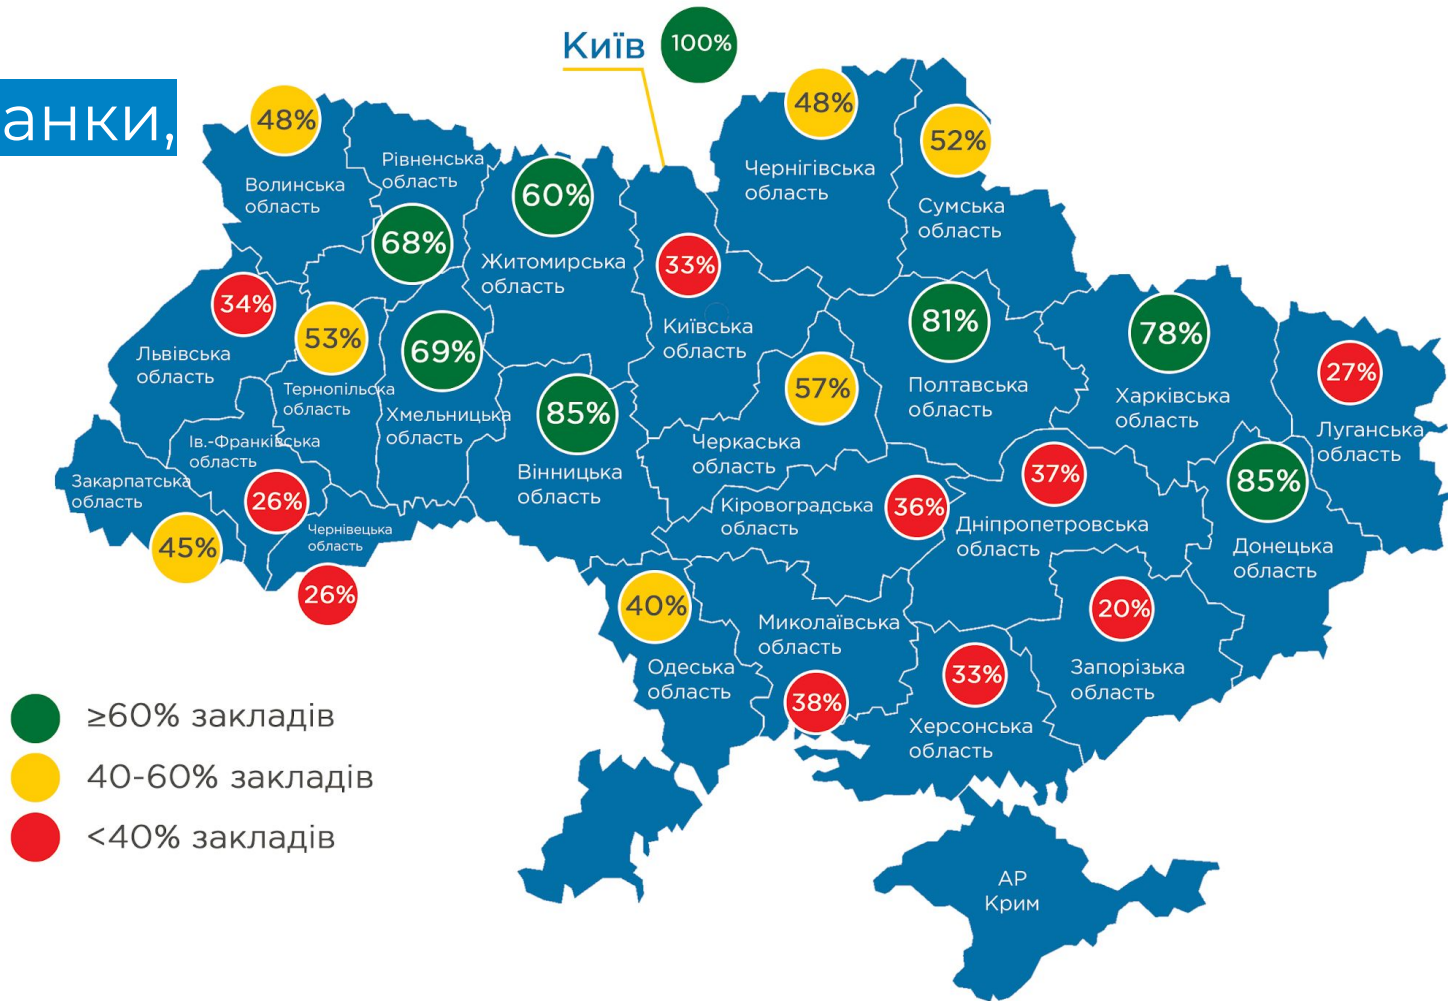 анки,
Київ
100%
48%
Волинська
область
Рівненська
область
68%
60%
Житомирська
область
48%
Чернігівська
область
52%
Сумська
область
33%
Київська
область
34%
Львівська
область
53%
Тернопільска
область
69%
Хмельницька
область
85%
Вінницька
область
57%
Черкаська
область
81%
Полтавська
область
78%
Харківська
область
27%
Луганська
область
Ів.-Франківська
область
26%
Закарпатська
область
45%
Чернівецька
область
26%
Кіровоградська
область
36%
37%
Дніпропетровська
область
85%
Донецька
область
40%
Одеська
область
Миколаївська
область
38%
33%
Херсонська
область
20%
Запорізька
область
АР
Крим
≥60% закладів
40-60% закладів
<40% закладів